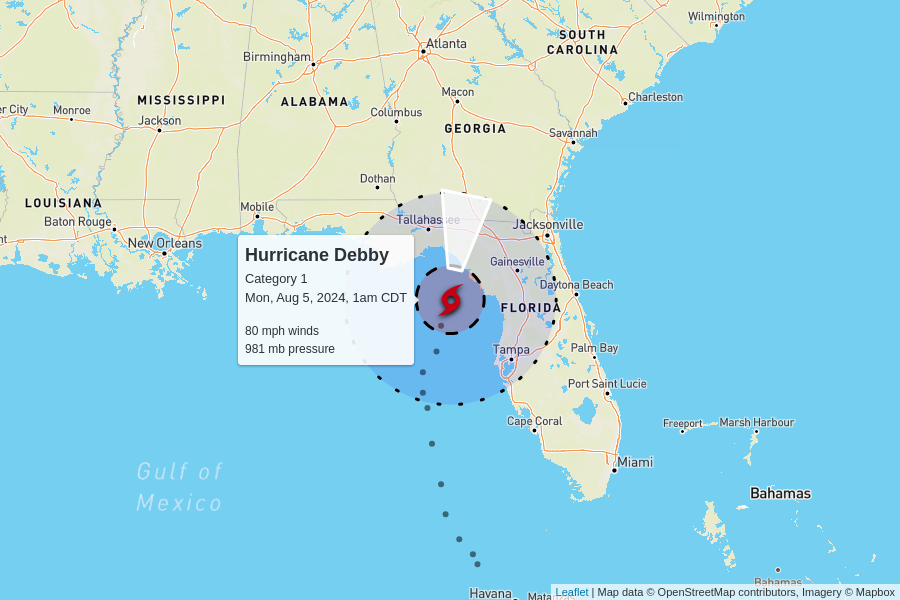 Wilmington
SOUTH
CAROLINA
Atlanta
Birmingham
Macon
MISSISSIPPI
ALABAMA
Charleston
er City
Monroe
Jackson
Columbus
GEORGIA
Savannah
Dothan
LOUISIANA
Mobile
Baton Rouge
Tallahassee
Jacksonville
nt
New Orleans
Gainesville
Hurricane Debby
Category 1
Mon, Aug 5, 2024, 1am CDT
80 mph winds
981 mb pressure
Daytona Beach
FLORIDA
Tampa
Palm Bay
Port Saint Lucie
Cape Coral
Freeport
Marsh Harbour
Miami
Gulf of
Mexico
Bahamas
Bahamas
Havana
Matanzas
Leaflet | Map data © OpenStreetMap contributors, Imagery © Mapbox